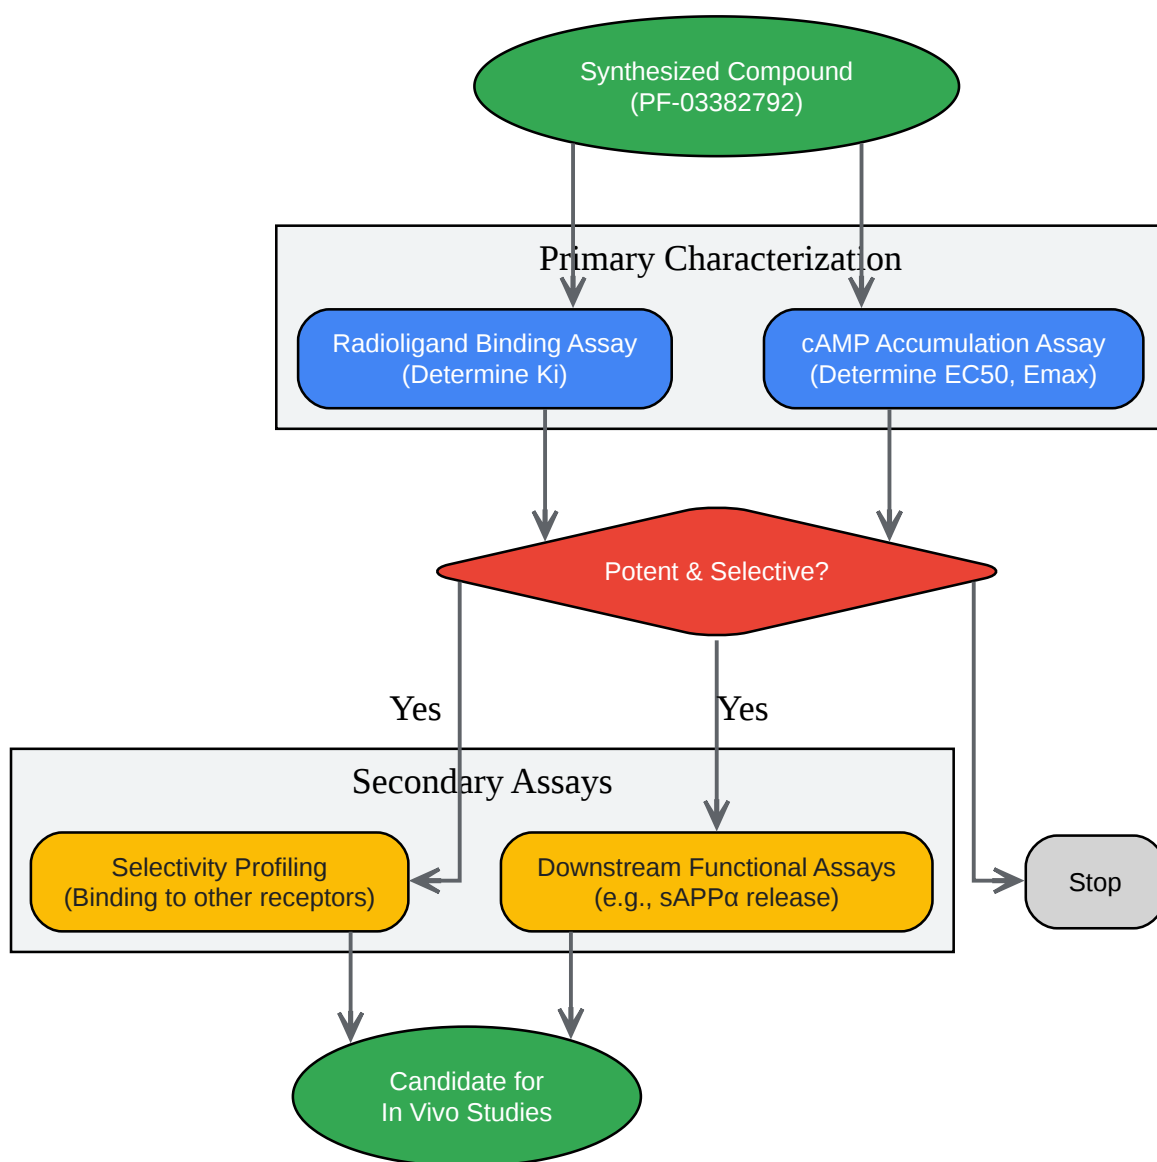 Synthesized Compound
(PF-03382792)
Primary Characterization
Radioligand Binding Assay
(Determine Ki)
cAMP Accumulation Assay
(Determine EC50, Emax)
Potent & Selective?
Yes
Yes
Secondary Assays
Selectivity Profiling
(Binding to other receptors)
Downstream Functional Assays
(e.g., sAPPα release)
Stop
Candidate for
In Vivo Studies